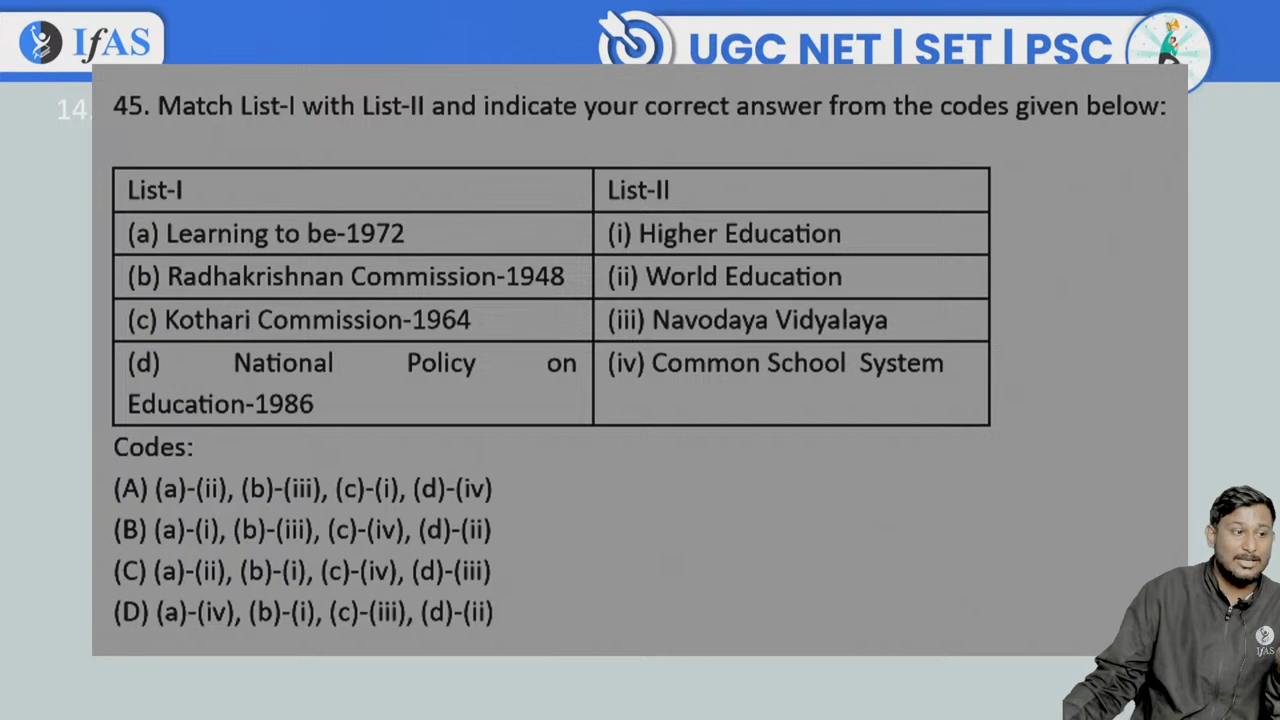 IfAS
UGC NET | SET | PSC
14.
45. Match List-I with List-II and indicate your correct answer from the codes given below:
List-I
List-II
(a) Learning to be-1972
(i) Higher Education
(b) Radhakrishnan Commission-1948
(ii) World Education
(c) Kothari Commission-1964
(iii) Navodaya Vidyalaya
(d) National Policy on
Education-1986
(iv) Common School System
Codes:
(A) (a)-(ii), (b)-(iii), (c)-(i), (d)-(iv)
(B) (a)-(i), (b)-(iii), (c)-(iv), (d)-(ii)
(C) (a)-(ii), (b)-(i), (c)-(iv), (d)-(iii)
(D) (a)-(iv), (b)-(i), (c)-(iii), (d)-(ii)
IfAS